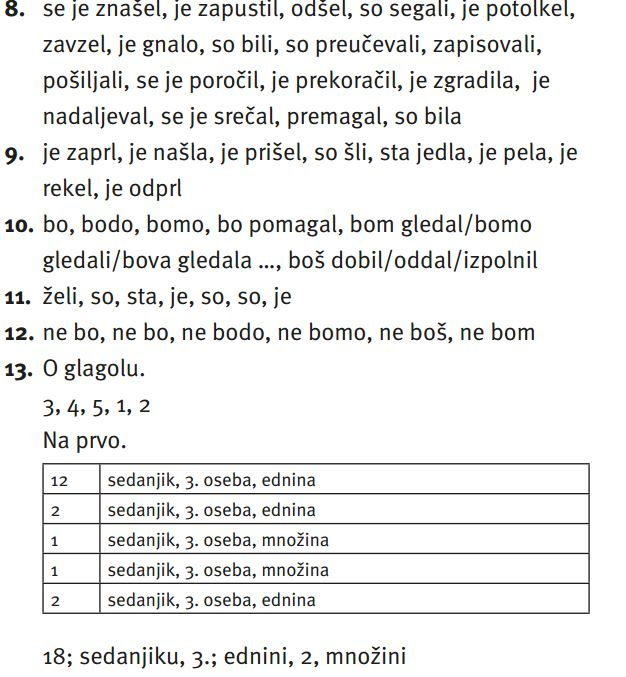 8. se je znašel, je zapustil, odšel, so segali, je potolkel,
zavzel, je gnalo, so bili, so preučevali, zapisovali,
pošiljali, se je poročil, je prekoračil, je zgradila, je
nadaljeval, se je srečal, premagal, so bila
9. je zaprl, je našla, je prišel, so šli, sta jedla, je pela, je
rekel, je odprl
10. bo, bodo, bomo, bo pomagal, bom gledal/bomo
gledali/bova gledala ..., boš dobil/oddal/izpolnil
11. želi, so, sta, je, so, so, je
12. ne bo, ne bo, ne bodo, ne bomo, ne boš, ne bom
13. O glagolu.
3, 4, 5, 1, 2
Na prvo.
12 sedanjik, 3. oseba, ednina
2 sedanjik, 3. oseba, ednina
1 sedanjik, 3. oseba, množina
1 sedanjik, 3. oseba, množina
2 sedanjik, 3. oseba, ednina
18; sedanjiku, 3.; ednini, 2, množini